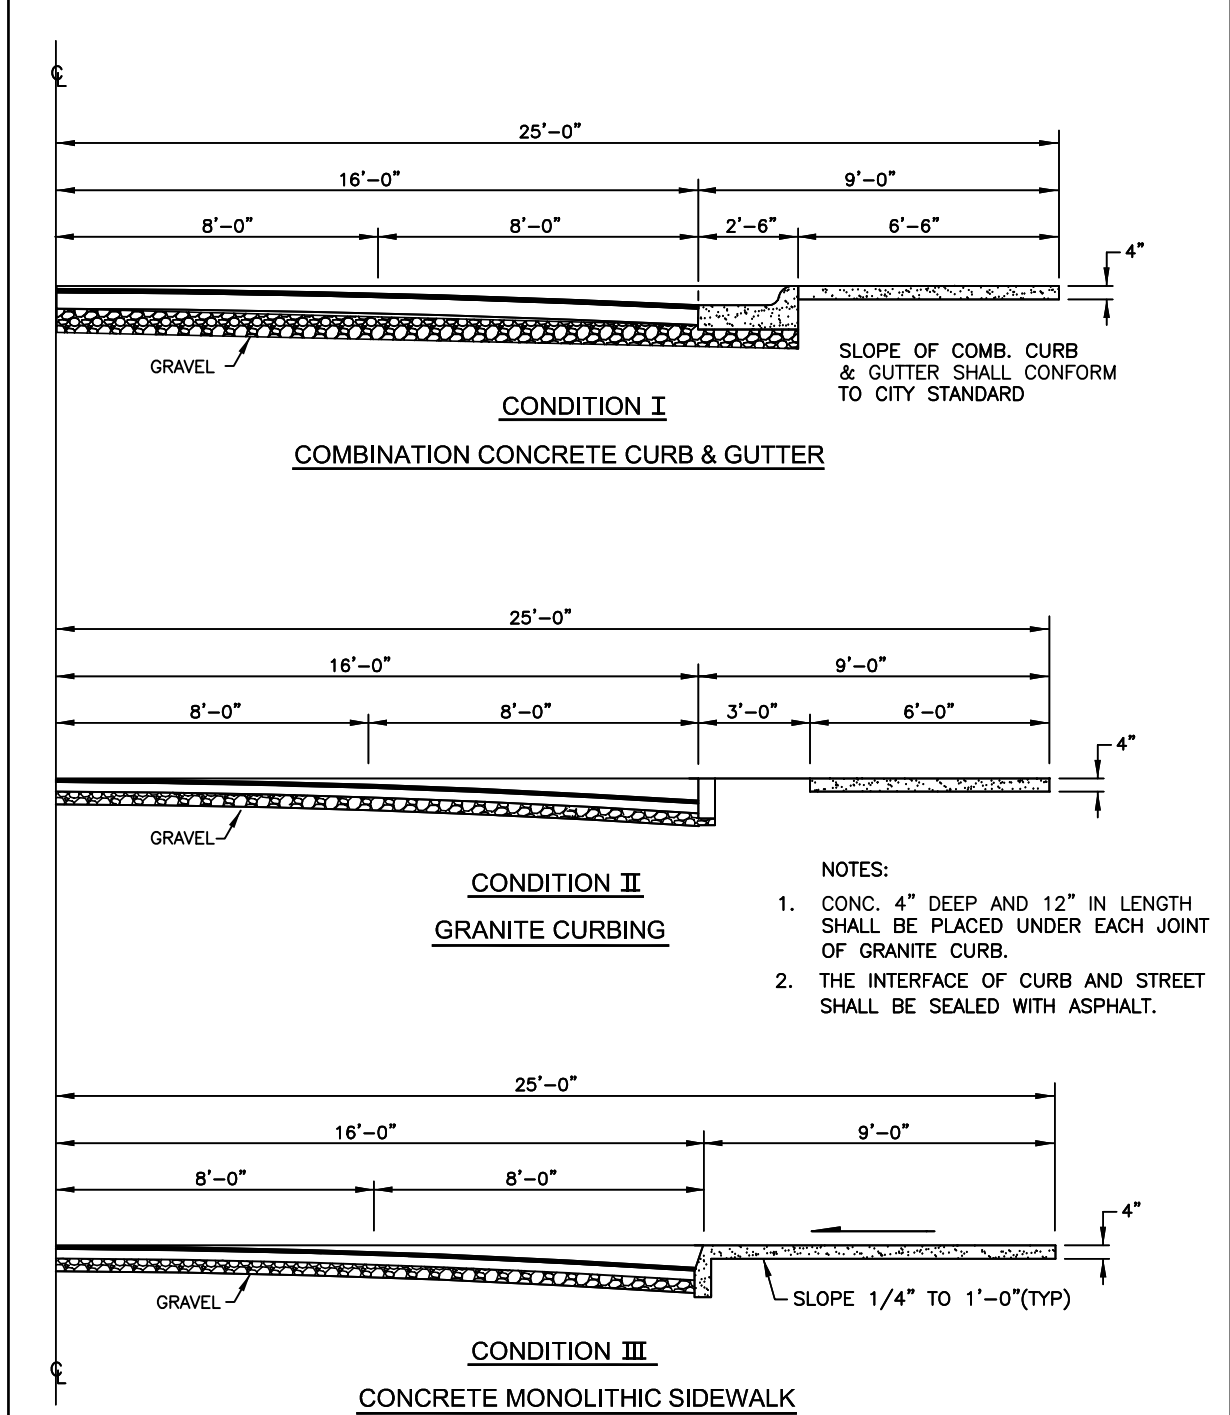 ℄
25'-0"
16'-0"
9'-0"
8'-0"
8'-0"
2'-6"
6'-6"
4"
GRAVEL
SLOPE OF COMB. CURB
& GUTTER SHALL CONFORM
TO CITY STANDARD
CONDITION I
COMBINATION CONCRETE CURB & GUTTER
25'-0"
16'-0"
9'-0"
8'-0"
8'-0"
3'-0"
6'-0"
4"
GRAVEL
CONDITION II
GRANITE CURBING
NOTES:
1. CONC. 4" DEEP AND 12" IN LENGTH
SHALL BE PLACED UNDER EACH JOINT
OF GRANITE CURB.
2. THE INTERFACE OF CURB AND STREET
SHALL BE SEALED WITH ASPHALT.
25'-0"
16'-0"
9'-0"
8'-0"
8'-0"
4"
GRAVEL
SLOPE 1/4" TO 1'-0"(TYP)
CONDITION III
℄
CONCRETE MONOLITHIC SIDEWALK